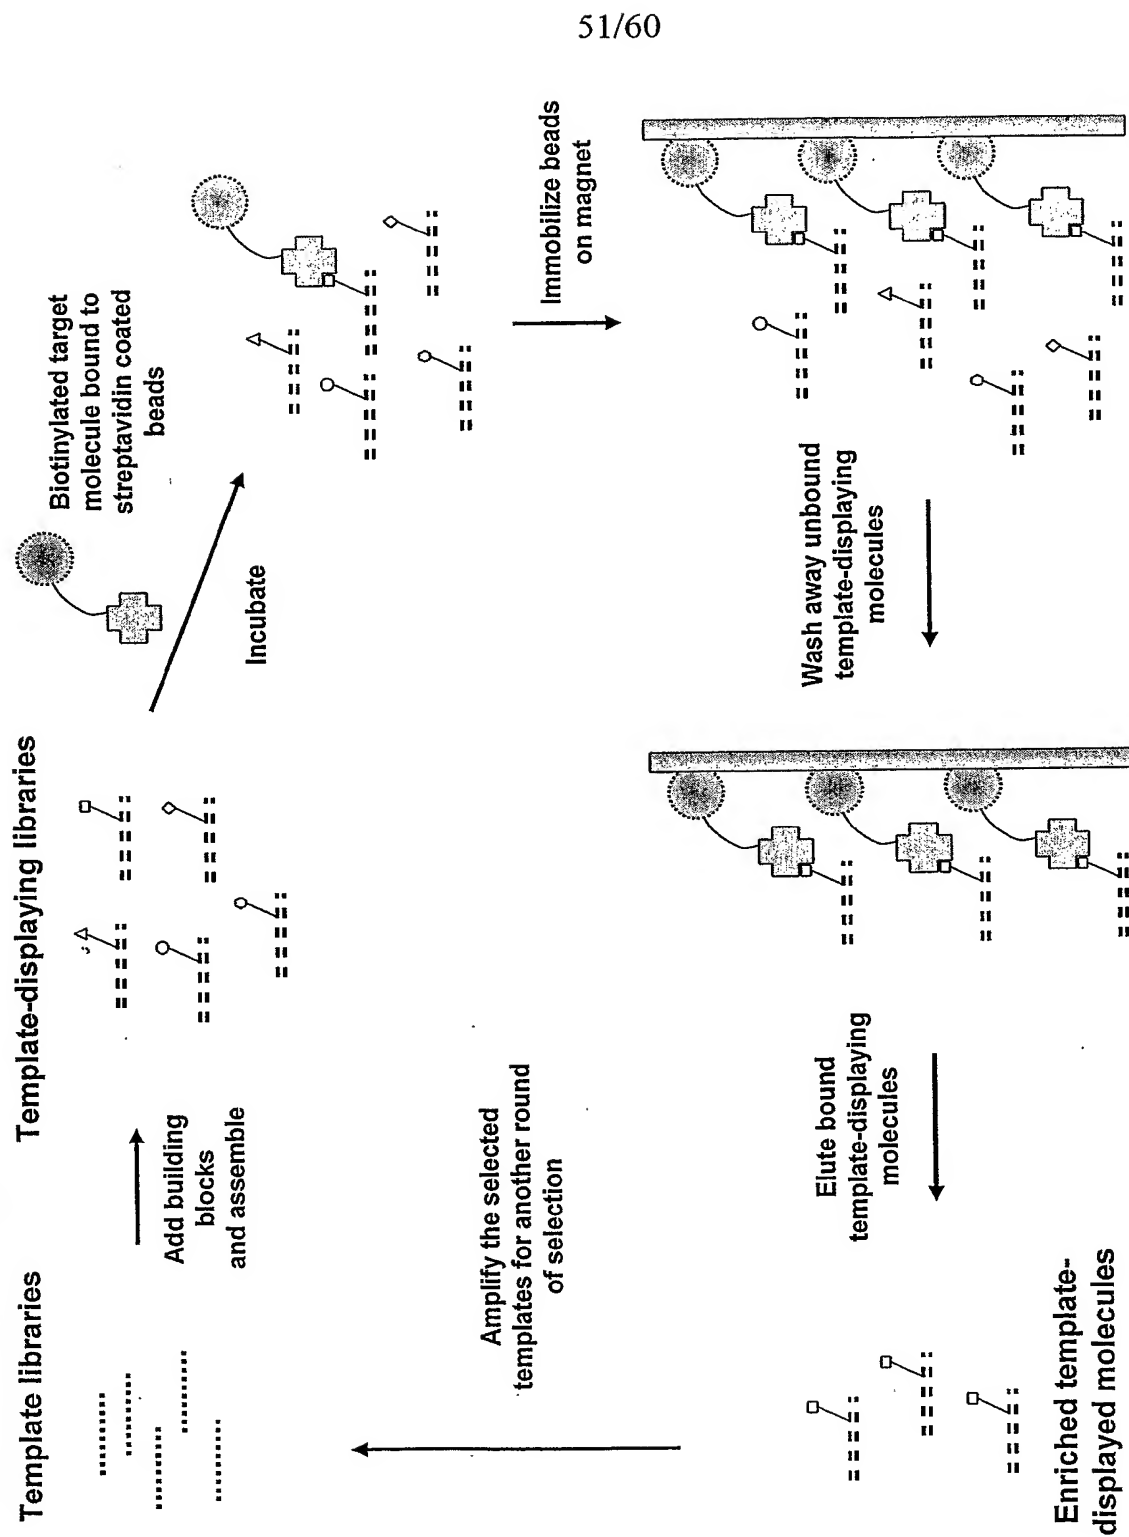 51/60
Template libraries
Add building
blocks
and assemble
Template-displaying libraries
Incubate
Biotinylated target
molecule bound to
streptavidin coated
beads
Immobilize beads
on magnet
Wash away unbound
template-displaying
molecules
Elute bound
template-displaying
molecules
Enriched template-
displayed molecules
Amplify the selected
templates for another round
of selection